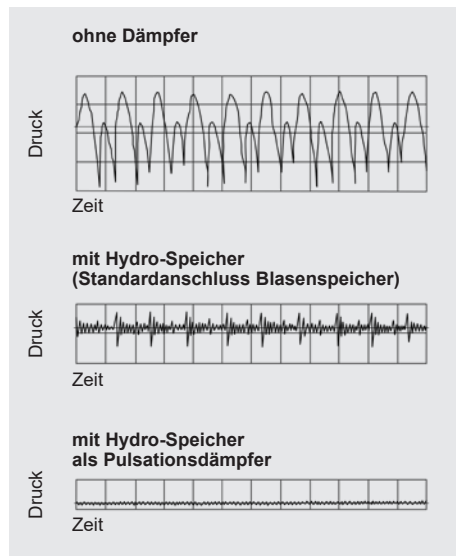 ohne Dämpfer
Druck
Zeit
mit Hydro-Speicher
(Standardanschluss Blasenspeicher)
Druck
Zeit
mit Hydro-Speicher
als Pulsationsdämpfer
Druck
Zeit